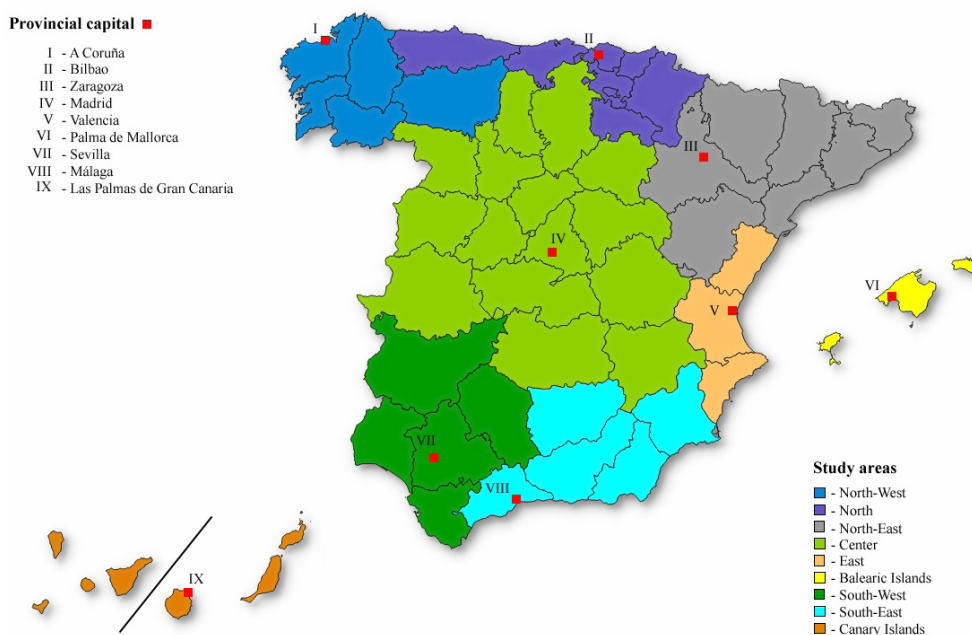 Provincial capital
I - A Coruña
II - Bilbao
III - Zaragoza
IV - Madrid
V - Valencia
VI - Palma de Mallorca
VII - Sevilla
VIII - Málaga
IX - Las Palmas de Gran Canaria
I
II
III
IV
VI
V
VII
VIII
IX
Study areas
- North-West
- North
- North-East
- Center
- East
- Balearic Islands
- South-West
- South-East
- Canary Islands